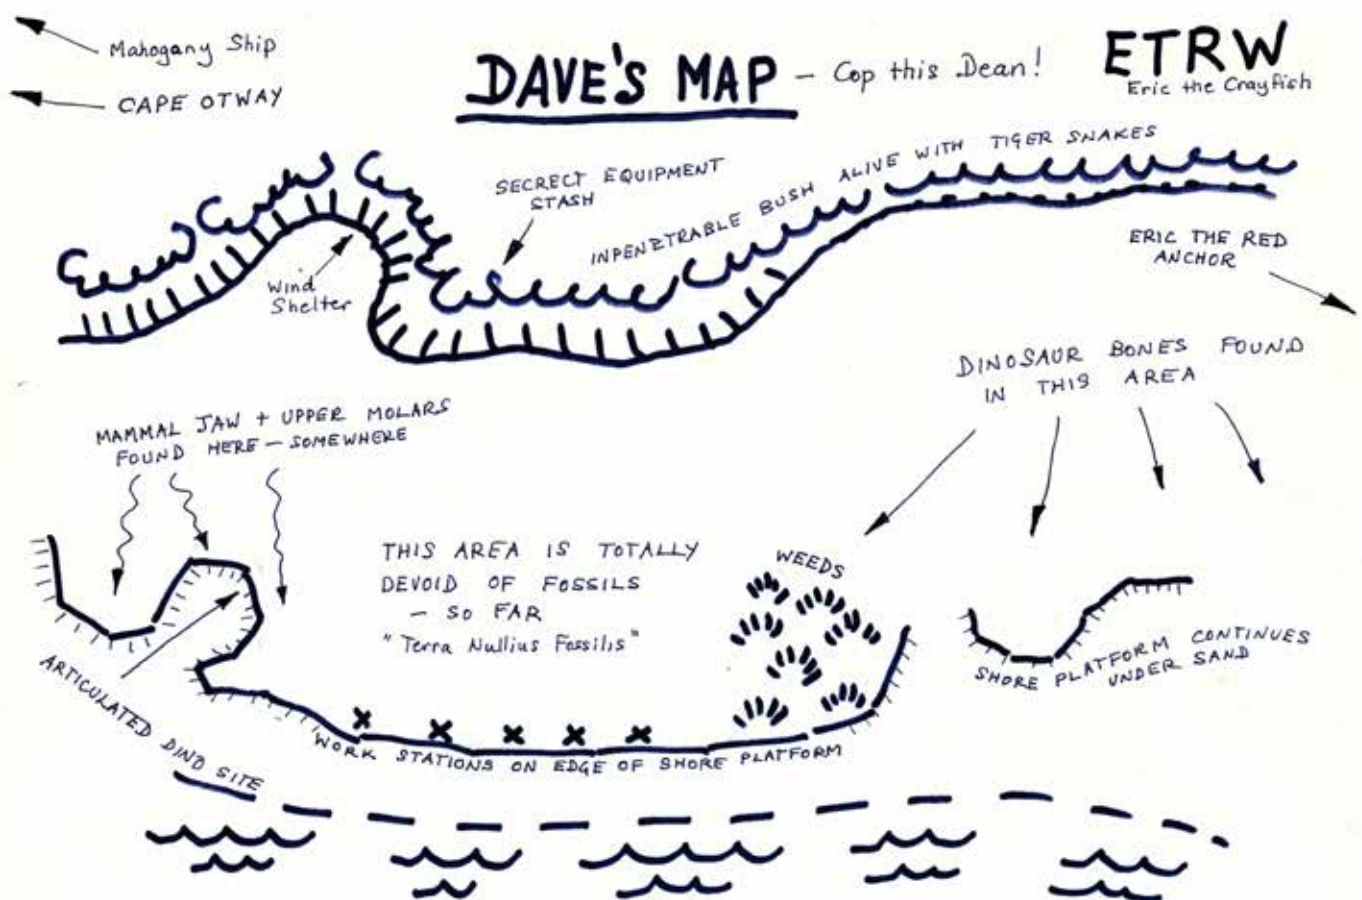 Mahogany Ship
CAPE OTWAY
DAVE'S MAP - Cop this Dean!
ETRW
Eric the Crayfish
SECRECT EQUIPMENT
STASH
INPENETRABLE BUSH ALIVE WITH TIGER SNAKES
Wind
Shelter
ERIC THE RED
ANCHOR
DINOSAUR BONES FOUND
IN THIS AREA
MAMMAL JAW + UPPER MOLARS
FOUND HERE - SOMEWHERE
THIS AREA IS TOTALLY
DEVOID OF FOSSILS
- SO FAR
"Terra Nullius Fossilis"
WEEDS
ARTICULATED DINO SITE
SHORE PLATFORM CONTINUES
UNDER SAND
WORK STATIONS ON EDGE OF SHORE PLATFORM